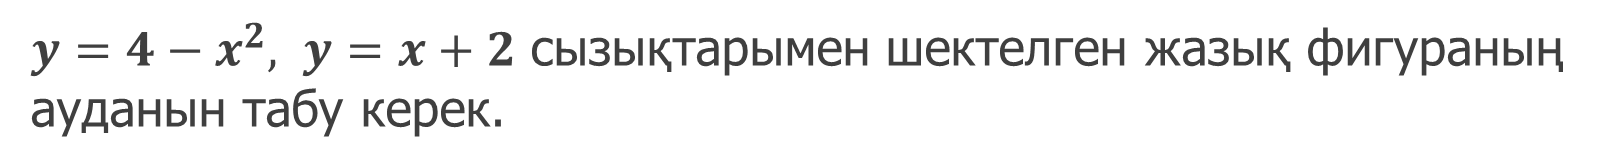 y = 4 − x², y = x + 2 сызықтарымен шектелген жазық фигураның
ауданын табу керек.